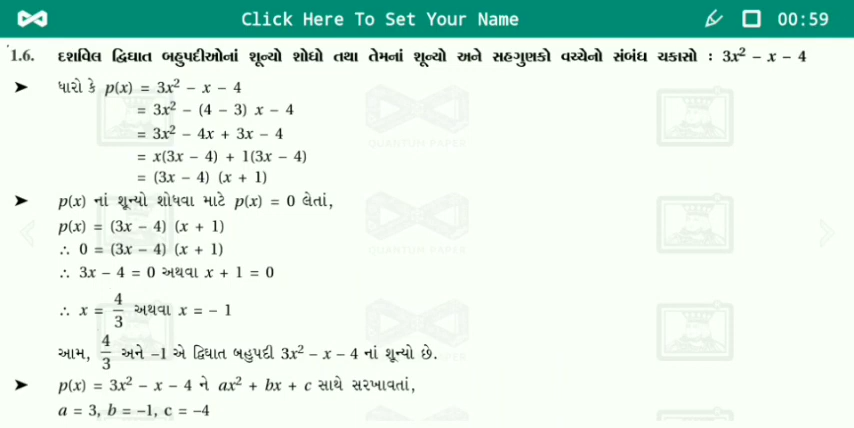 Click Here To Set Your Name 00:59
1.6. દર્શાવેલ દ્વિઘાત બહુપદીઓનાં શૂન્યો શોધો તથા તેમનાં શૂન્યો અને સહગુણકો વચ્ચેનો સંબંધ ચકાસો : 3x² − x − 4
➤ ધારો કે p(x) = 3x² − x − 4
= 3x² − (4 − 3) x − 4
= 3x² − 4x + 3x − 4
= x(3x − 4) + 1(3x − 4)
= (3x − 4) (x + 1)
QUANTUM PAPER
➤ p(x) નાં શૂન્યો શોધવા માટે p(x) = 0 લેતાં,
p(x) = (3x − 4) (x + 1)
∴ 0 = (3x − 4) (x + 1)
QUANTUM PAPER
∴ 3x − 4 = 0 અથવા x + 1 = 0
∴ x = 4/3 અથવા x = − 1
આમ, 4/3 અને −1 એ દ્વિઘાત બહુપદી 3x² − x − 4 નાં શૂન્યો છે.
➤ p(x) = 3x² − x − 4 ને ax² + bx + c સાથે સરખાવતાં,
a = 3, b = −1, c = −4